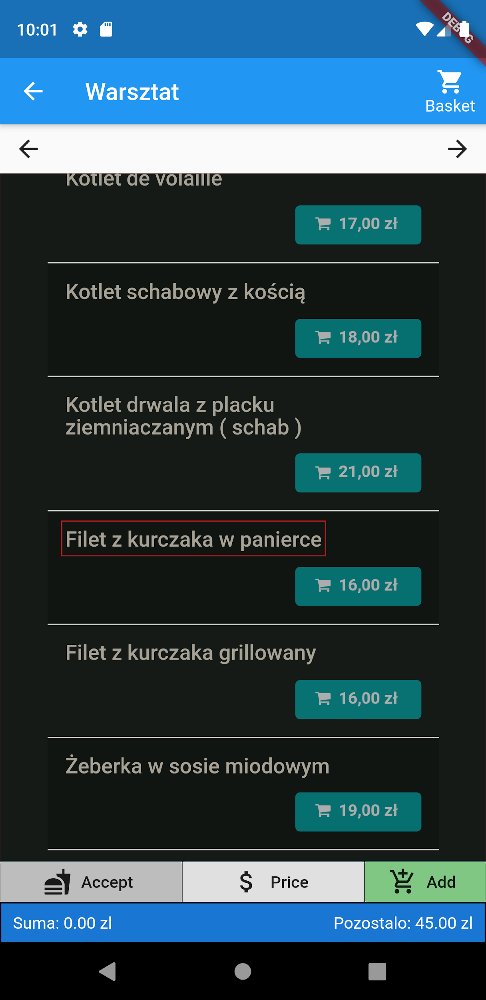 10:01
DEBUG
Warsztat
Basket
Kotlet de volaille
17,00 zł
Kotlet schabowy z kością
18,00 zł
Kotlet drwala z placku
ziemniaczanym ( schab )
21,00 zł
Filet z kurczaka w panierce
16,00 zł
Filet z kurczaka grillowany
16,00 zł
Żeberka w sosie miodowym
19,00 zł
Accept
Price
Add
Suma: 0.00 zl
Pozostalo: 45.00 zl